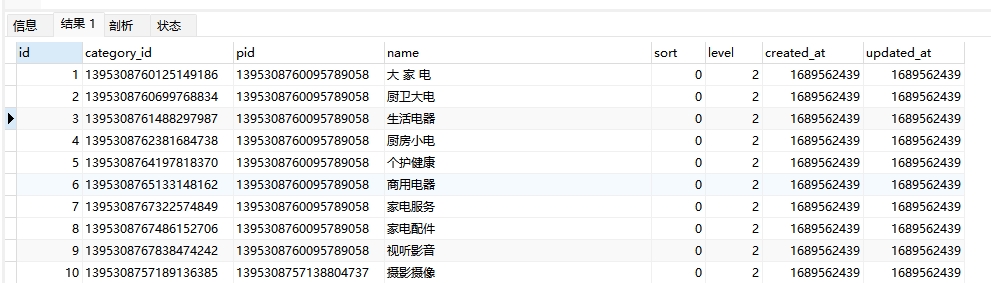 信息 结果 1 剖析 状态
id category_id pid name sort level created_at updated_at
1 1395308760125149186 1395308760095789058 大 家 电 0 2 1689562439 1689562439
2 1395308760699768834 1395308760095789058 厨卫大电 0 2 1689562439 1689562439
3 1395308761488297987 1395308760095789058 生活电器 0 2 1689562439 1689562439
4 1395308762381684738 1395308760095789058 厨房小电 0 2 1689562439 1689562439
5 1395308764197818370 1395308760095789058 个护健康 0 2 1689562439 1689562439
6 1395308765133148162 1395308760095789058 商用电器 0 2 1689562439 1689562439
7 1395308767322574849 1395308760095789058 家电服务 0 2 1689562439 1689562439
8 1395308767486152706 1395308760095789058 家电配件 0 2 1689562439 1689562439
9 1395308767838474242 1395308760095789058 视听影音 0 2 1689562439 1689562439
10 1395308757189136385 1395308757138804737 摄影摄像 0 2 1689562439 1689562439